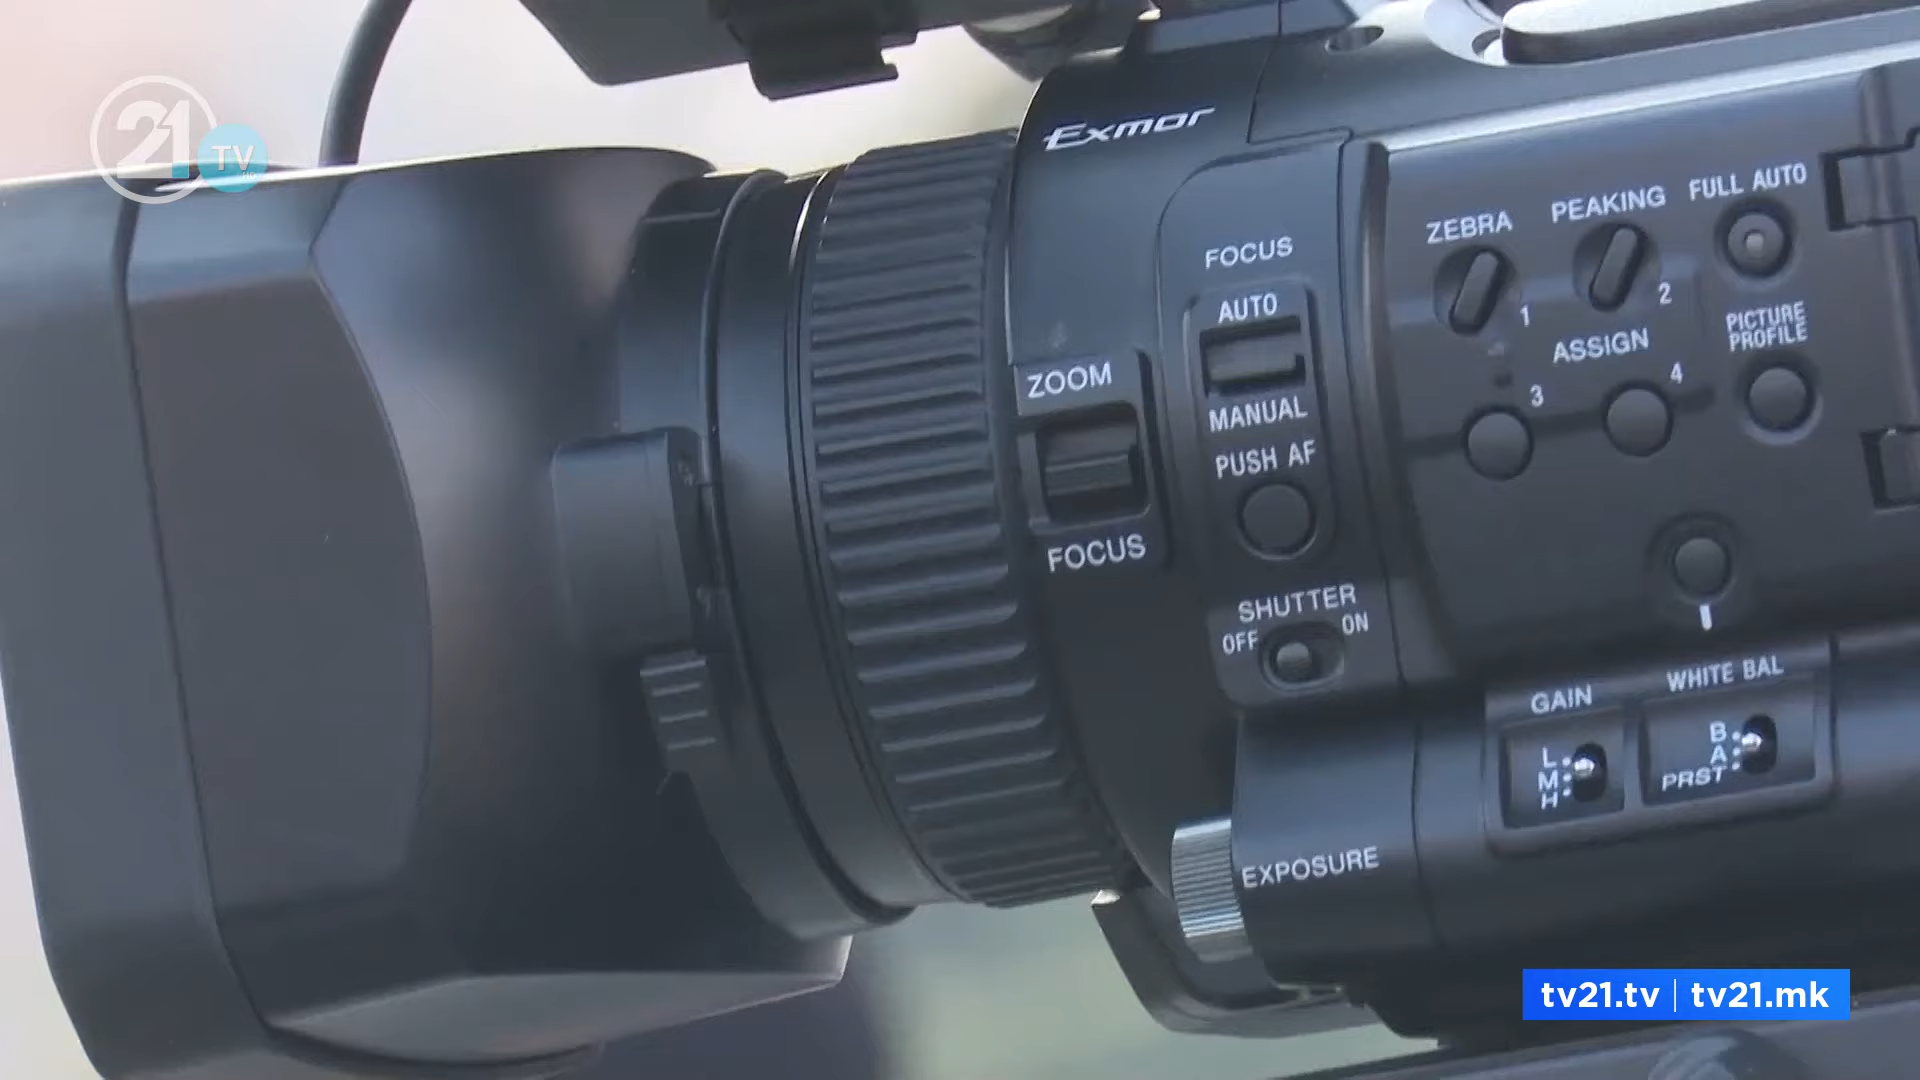 21
TV
HD
Exmor
ZOOM
FOCUS
FOCUS
AUTO
MANUAL
PUSH AF
SHUTTER
OFF ON
ZEBRA
PEAKING
FULL AUTO
1
2
ASSIGN
3
4
PICTURE
PROFILE
GAIN
L
M
H
WHITE BAL
B
A
PRST
EXPOSURE
tv21.tv | tv21.mk